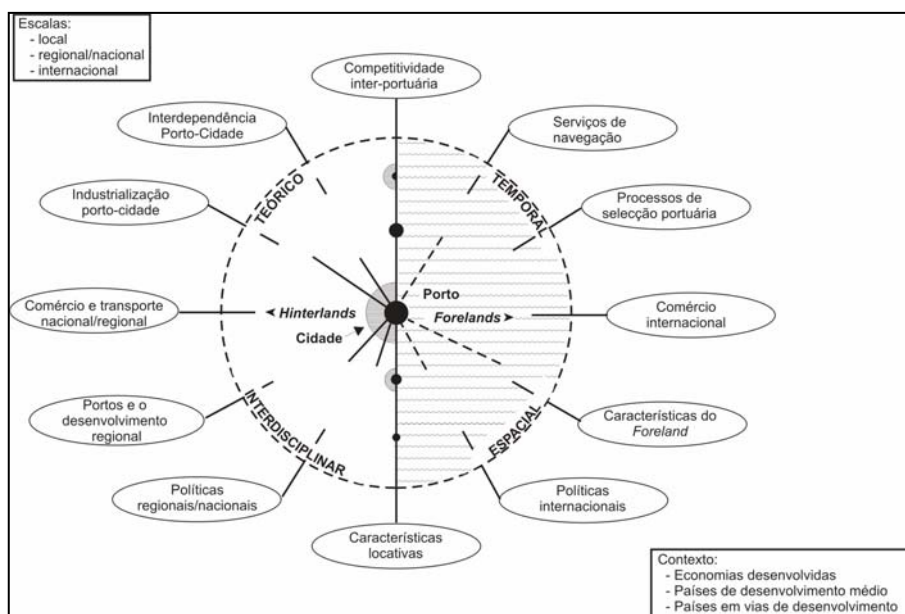 Escalas:
- local
- regional/nacional
- internacional
Competitividade
inter-portuária
Interdependência
Porto-Cidade
Serviços de
navegação
Industrialização
porto-cidade
TEÓRICO
TEMPORAL
Processos de
selecção portuária
Comércio e transporte
nacional/regional
Hinterlands
Cidade
Porto
Forelands
Comércio
internacional
Portos e o
desenvolvimento
regional
INTERDISCIPLINAR
ESPACIAL
Características do
Foreland
Políticas
regionais/nacionais
Políticas
internacionais
Características
locativas
Contexto:
- Economias desenvolvidas
- Países de desenvolvimento médio
- Países em vias de desenvolvimento